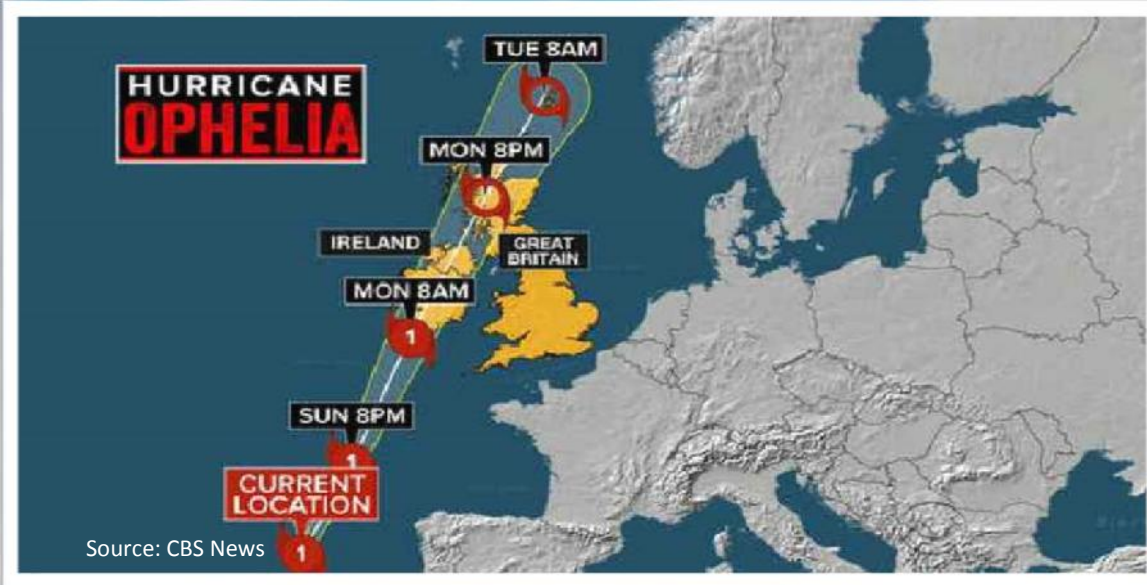 HURRICANE
OPHELIA
TUE 8AM
MON 8PM
IRELAND
GREAT
BRITAIN
MON 8AM
1
SUN 8PM
1
CURRENT
LOCATION
1
Source: CBS News